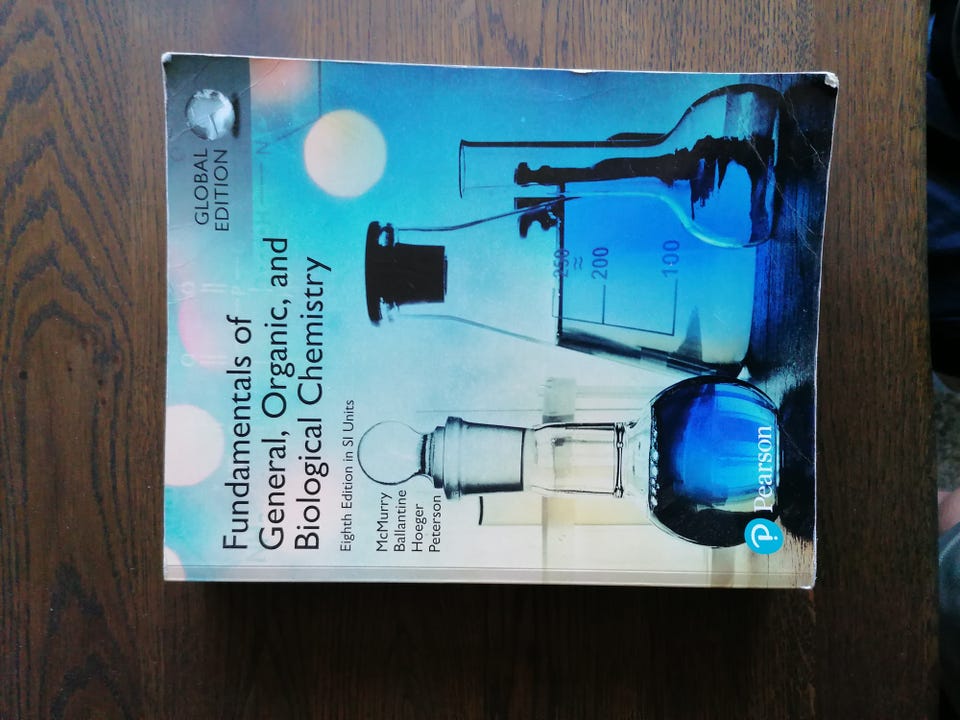 GLOBAL
EDITION
Fundamentals of
General, Organic, and
Biological Chemistry
Eighth Edition in SI Units
McMurry
Ballantine
Hoeger
Peterson
250
≈
200
100
Pearson